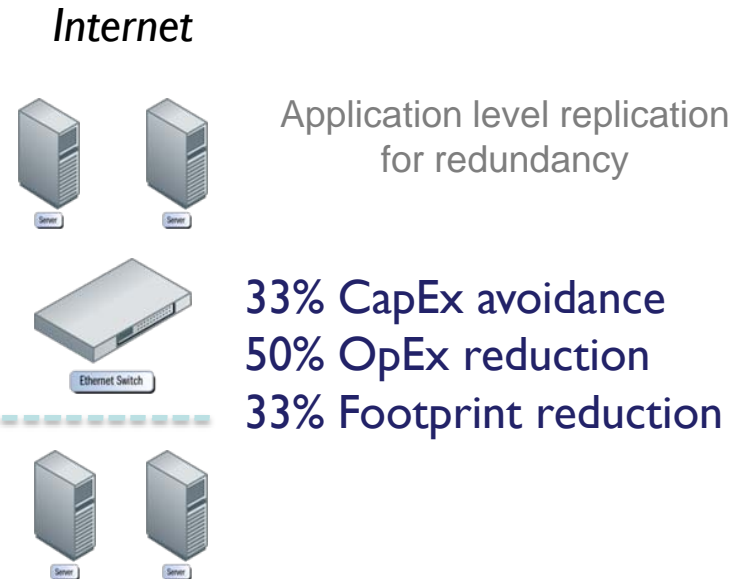 Internet
Application level replication
for redundancy
Server
Server
33% CapEx avoidance
50% OpEx reduction
33% Footprint reduction
Ethernet Switch
Server
Server